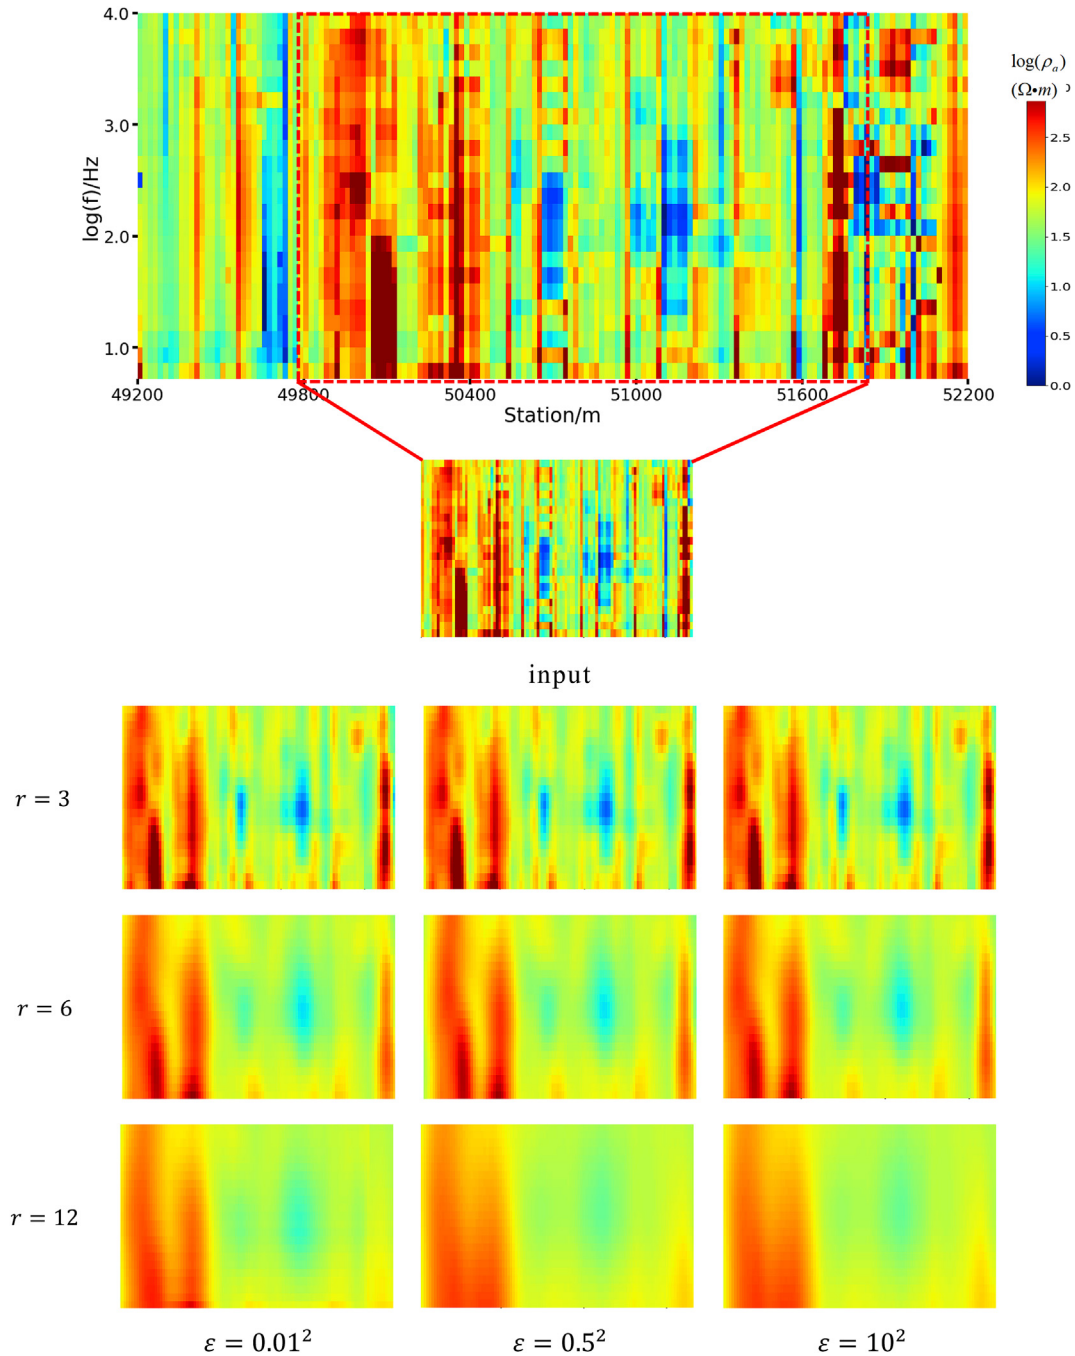 4.0
3.0
2.0
1.0
log(f)/Hz
49200 49800 50400 51000 51600 52200
Station/m
log(ρₐ)
(Ω•m)
2.5
2.0
1.5
1.0
0.5
0.0
input
r = 3
r = 6
r = 12
ε = 0.01² ε = 0.5² ε = 10²